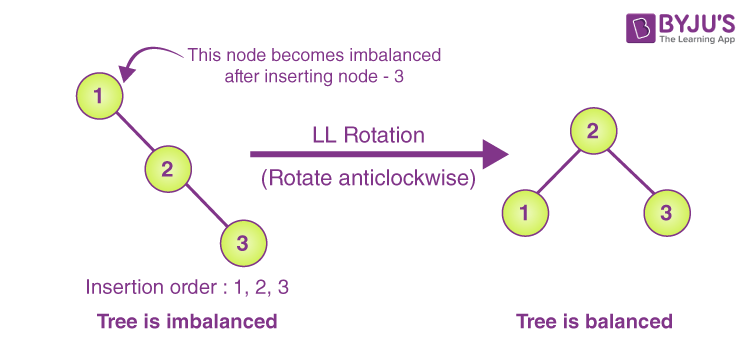 BYJU'S
The Learning App
This node becomes imbalanced
after inserting node - 3
1
2
3
LL Rotation
(Rotate anticlockwise)
2
1
3
Insertion order : 1, 2, 3
Tree is imbalanced
Tree is balanced